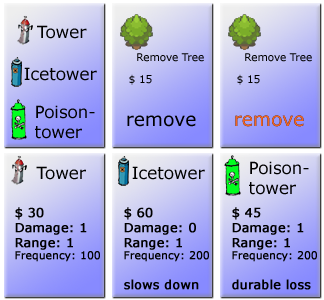 Tower
Icetower
Poison-
tower
Remove Tree
$ 15
remove
Remove Tree
$ 15
remove
Tower
$ 30
Damage: 1
Range: 1
Frequency: 100
Icetower
$ 60
Damage: 0
Range: 1
Frequency: 200
slows down
Poison-
tower
$ 45
Damage: 1
Range: 1
Frequency: 200
durable loss